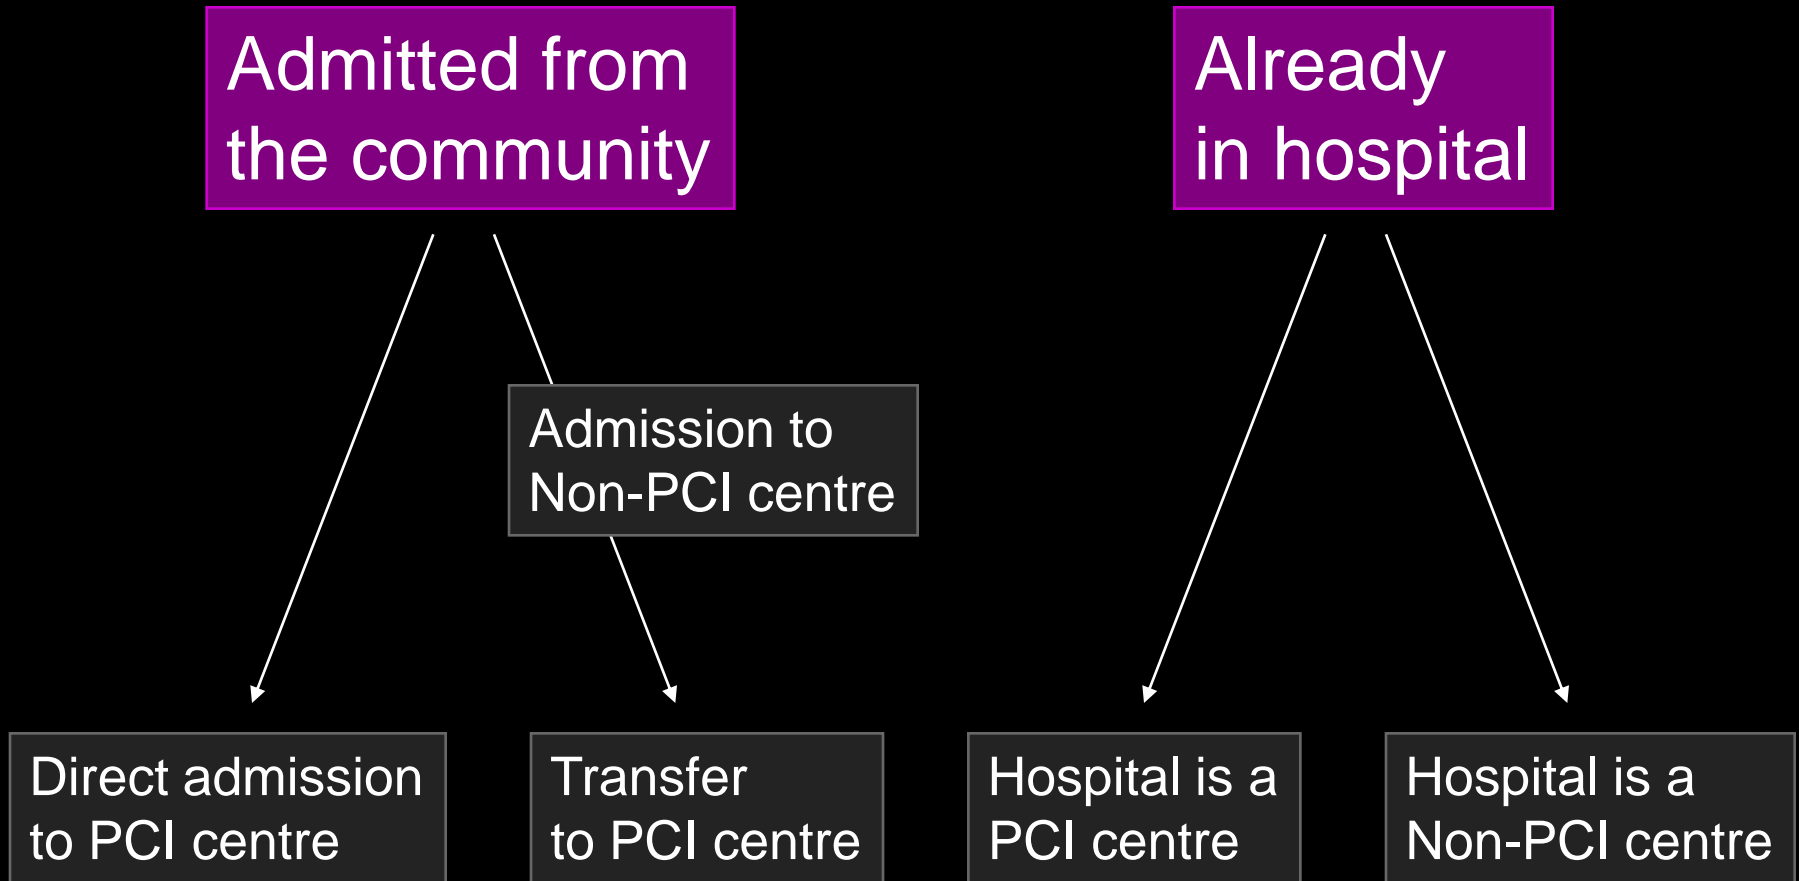 Admitted from
the community
Already
in hospital
Admission to
Non-PCI centre
Direct admission
to PCI centre
Transfer
to PCI centre
Hospital is a
PCI centre
Hospital is a
Non-PCI centre